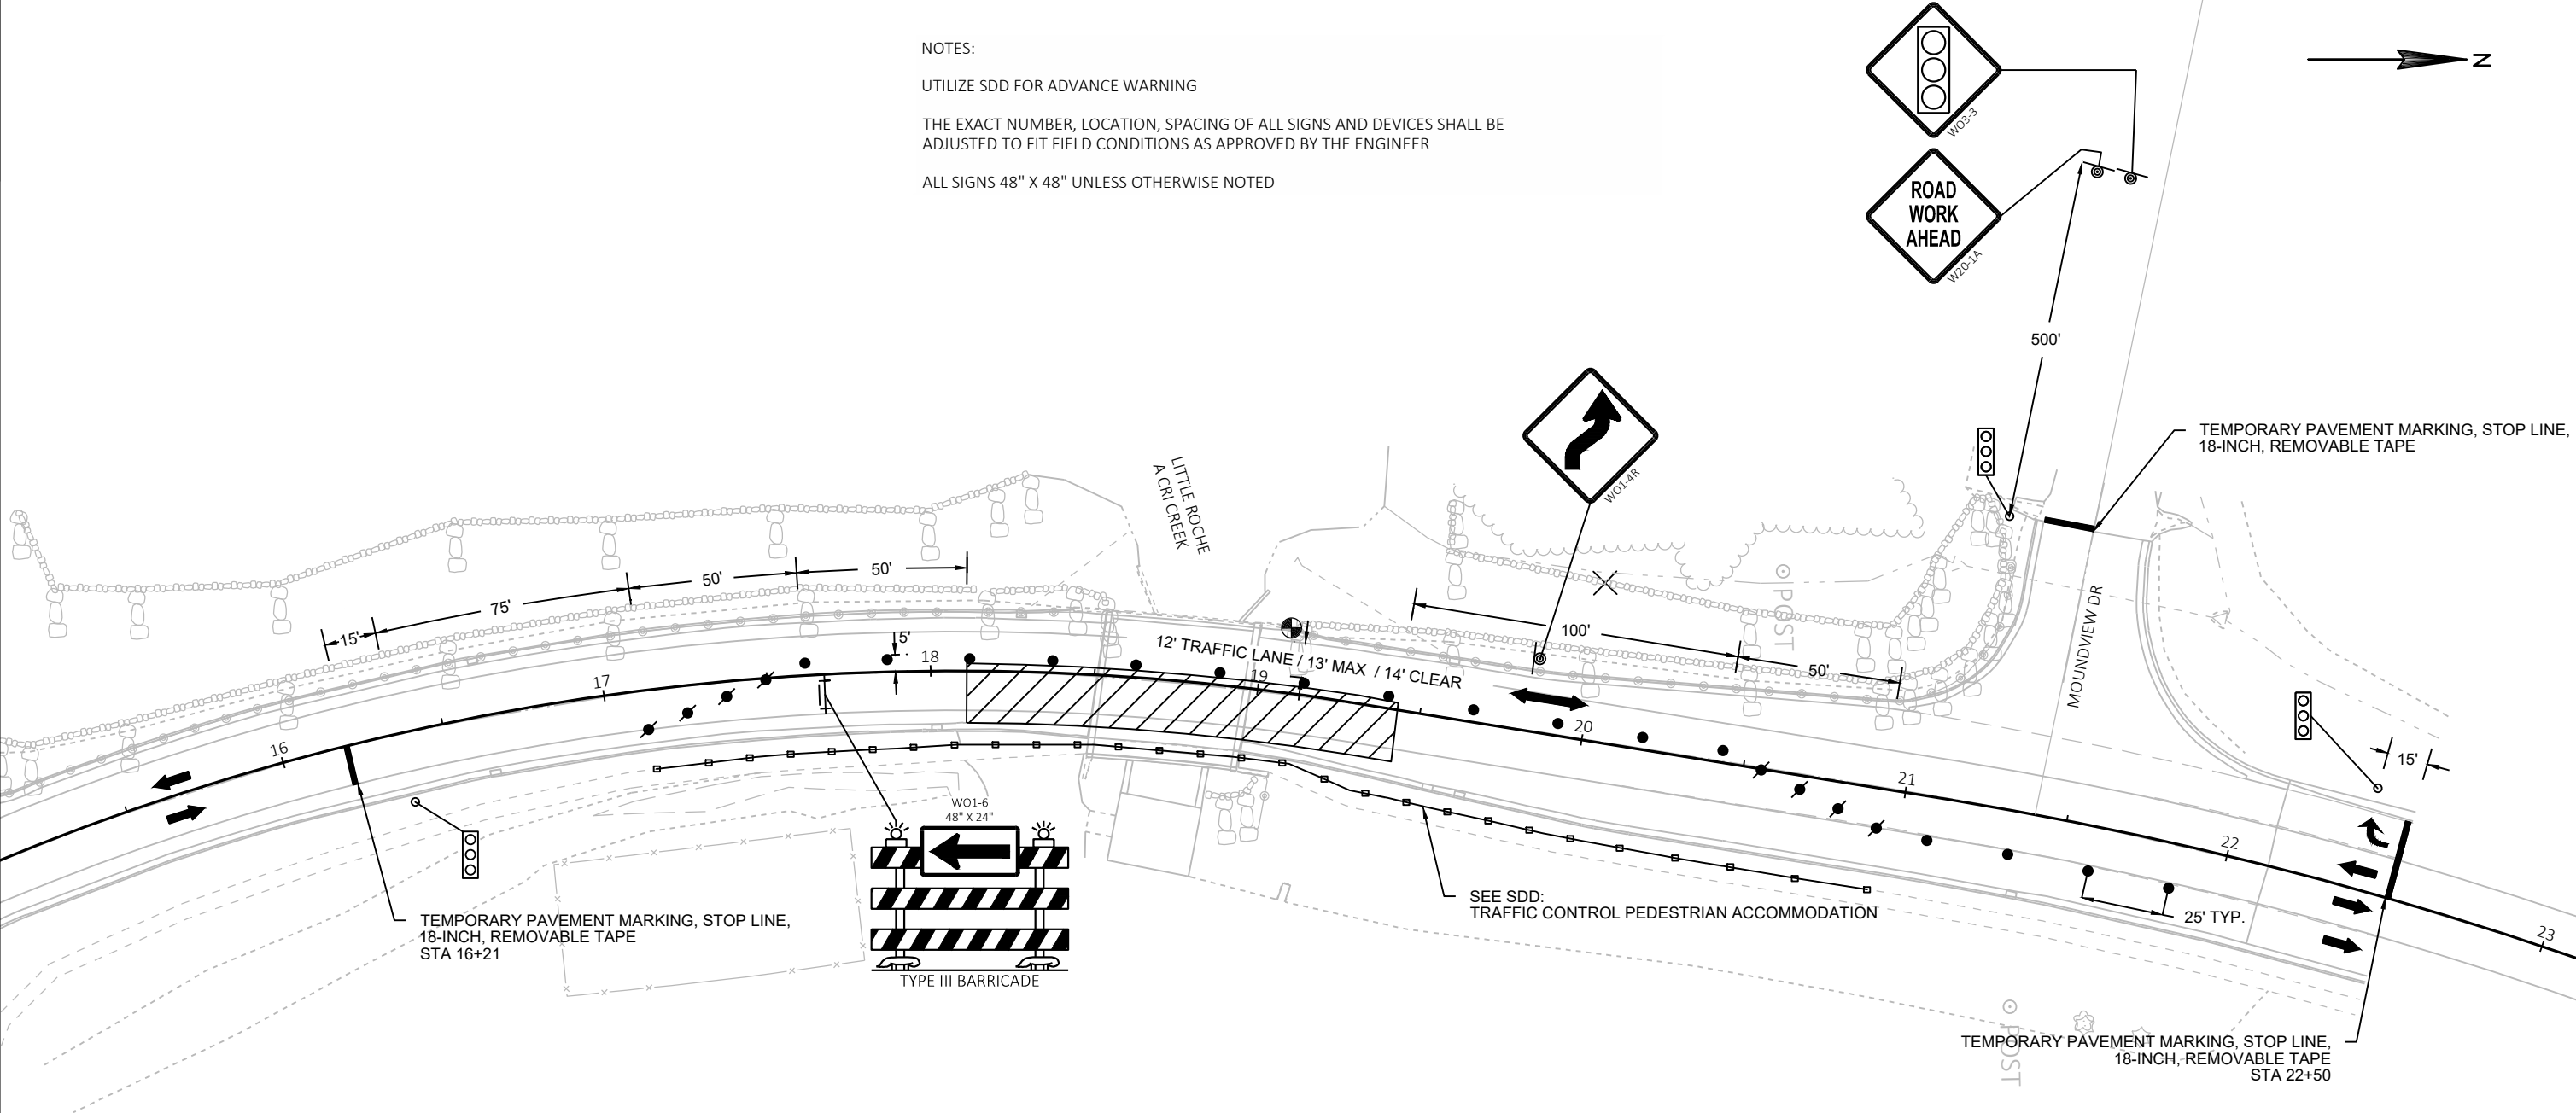 NOTES:
UTILIZE SDD FOR ADVANCE WARNING
THE EXACT NUMBER, LOCATION, SPACING OF ALL SIGNS AND DEVICES SHALL BE
ADJUSTED TO FIT FIELD CONDITIONS AS APPROVED BY THE ENGINEER
ALL SIGNS 48" X 48" UNLESS OTHERWISE NOTED
WO3-3
ROAD
WORK
AHEAD
W20-1A
N
500'
TEMPORARY PAVEMENT MARKING, STOP LINE,
18-INCH, REMOVABLE TAPE
WO1-4R
LITTLE ROCHE
A CRI CREEK
15'
75'
50'
50'
5'
12' TRAFFIC LANE / 13' MAX / 14' CLEAR
100'
50'
POST
MOUNDVIEW DR
15'
16
17
18
19
20
21
22
23
25' TYP.
WO1-6
48" X 24"
TYPE III BARRICADE
TEMPORARY PAVEMENT MARKING, STOP LINE,
18-INCH, REMOVABLE TAPE
STA 16+21
SEE SDD:
TRAFFIC CONTROL PEDESTRIAN ACCOMMODATION
POST
TEMPORARY PAVEMENT MARKING, STOP LINE,
18-INCH, REMOVABLE TAPE
STA 22+50